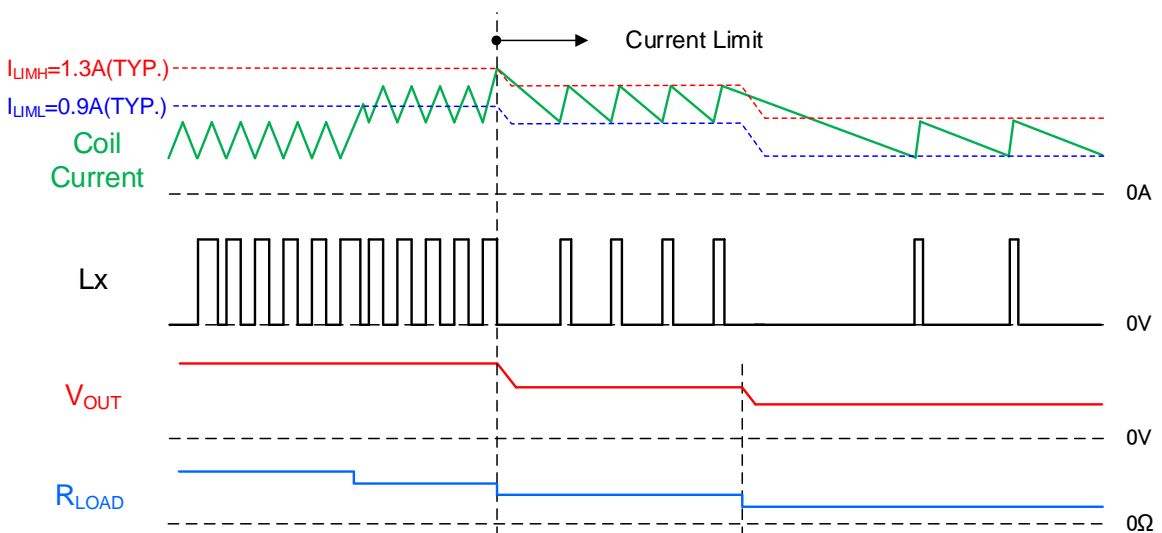 Current Limit
ILIMH=1.3A(TYP.)
ILIML=0.9A(TYP.)
Coil
Current
0A
Lx
0V
VOUT
0V
RLOAD
0Ω